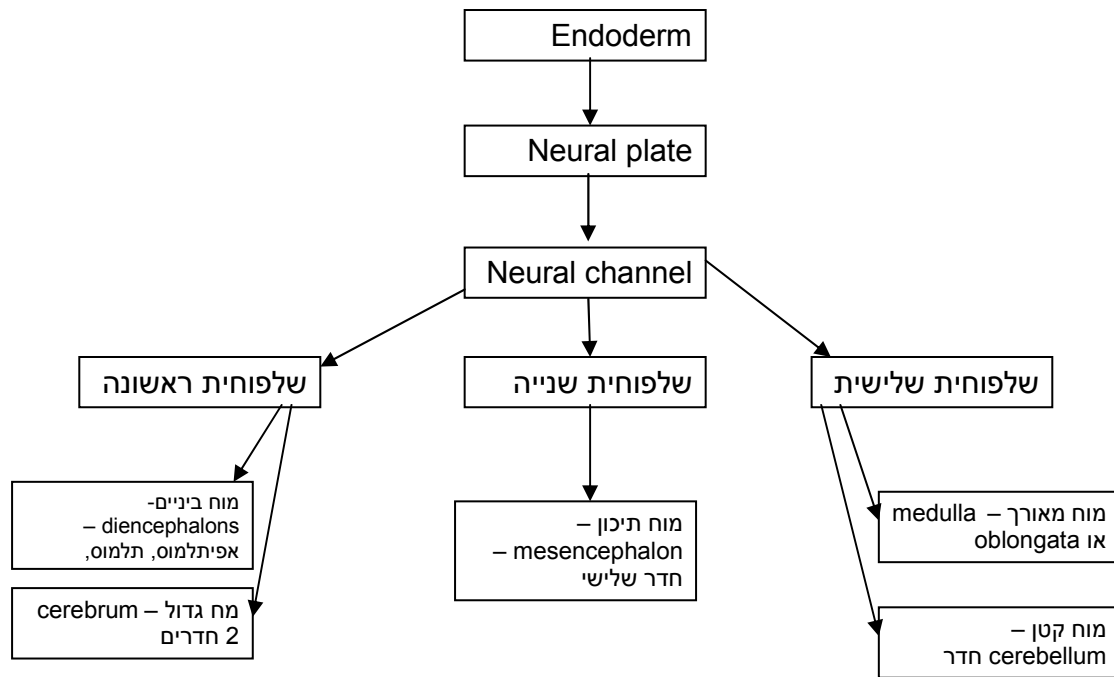 Endoderm
Neural plate
Neural channel
שלפוחית ראשונה
שלפוחית שנייה
שלפוחית שלישית
מוח ביניים-
diencephalons –
אפיתלמוס, תלמוס,
מח גדול – cerebrum
2 חדרים
מוח תיכון –
mesencephalon –
חדר שלישי
מוח מאורך – medulla
או oblongata
מוח קטן –
cerebellum חדר